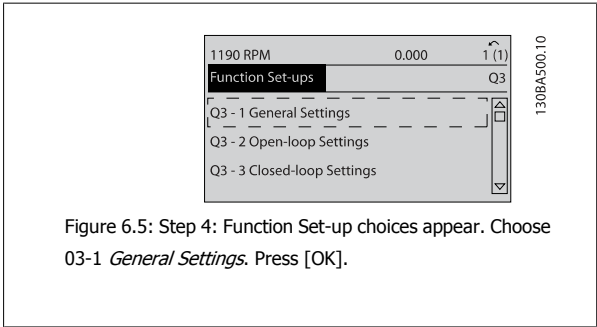 1190 RPM 0.000 1 (1)
Function Set-ups Q3
Q3 - 1 General Settings
Q3 - 2 Open-loop Settings
Q3 - 3 Closed-loop Settings
130BA500.10
Figure 6.5: Step 4: Function Set-up choices appear. Choose
03-1 General Settings. Press [OK].